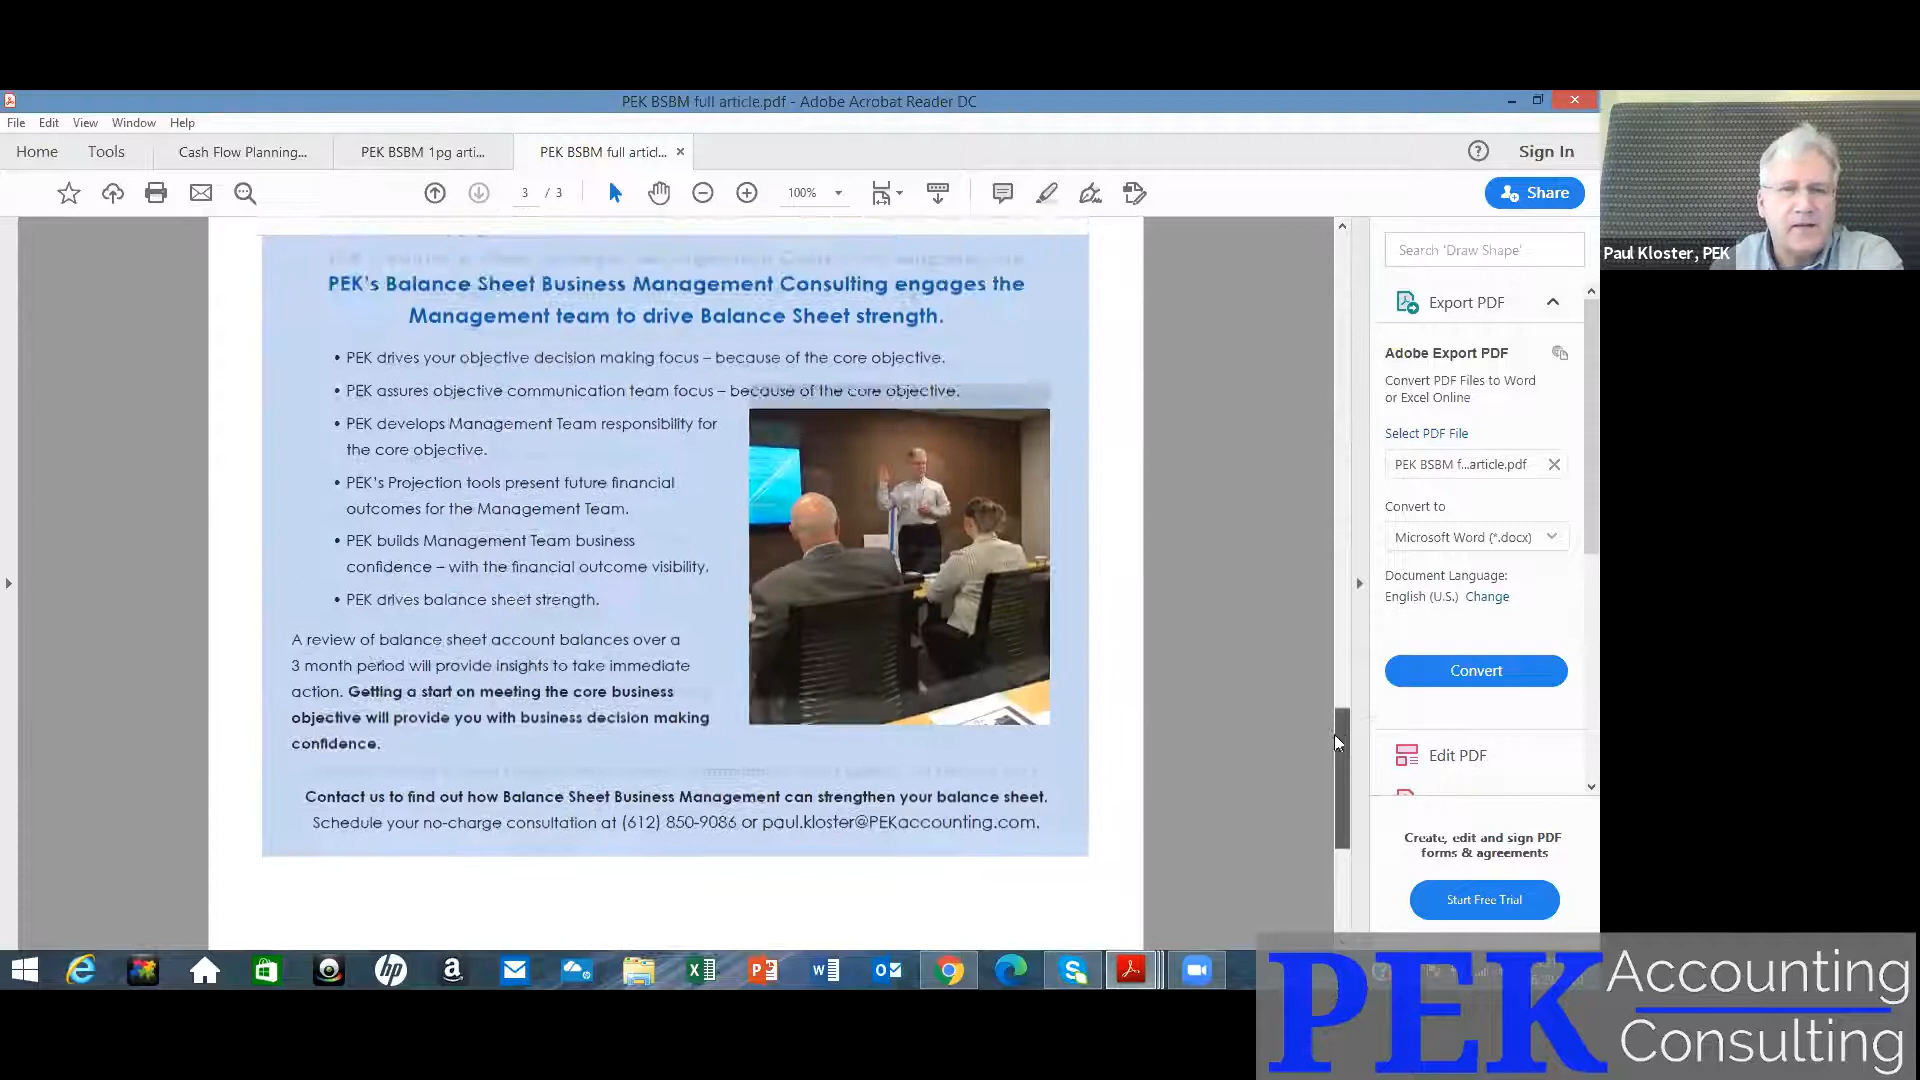 PEK BSBM full article.pdf - Adobe Acrobat Reader DC
File Edit View Window Help
Home Tools Cash Flow Planning... PEK BSBM 1pg arti... PEK BSBM full articl... Sign In
3 / 3 100% Share
PEK's Balance Sheet Business Management Consulting engages the
Management team to drive Balance Sheet strength.
• PEK drives your objective decision making focus – because of the core objective.
• PEK assures objective communication team focus – because of the core objective.
• PEK develops Management Team responsibility for
the core objective.
• PEK's Projection tools present future financial
outcomes for the Management Team.
• PEK builds Management Team business
confidence – with the financial outcome visibility.
• PEK drives balance sheet strength.
A review of balance sheet account balances over a
3 month period will provide insights to take immediate
action. Getting a start on meeting the core business
objective will provide you with business decision making
confidence.
Contact us to find out how Balance Sheet Business Management can strengthen your balance sheet.
Schedule your no-charge consultation at (612) 850-9086 or paul.kloster@PEKaccounting.com.
Search 'Draw Shape'
Export PDF
Adobe Export PDF
Convert PDF Files to Word
or Excel Online
Select PDF File
PEK BSBM f...article.pdf
Convert to
Microsoft Word (*.docx)
Document Language:
English (U.S.) Change
Convert
Edit PDF
Create, edit and sign PDF
forms & agreements
Start Free Trial
Paul Kloster, PEK
PEK Accounting
Consulting